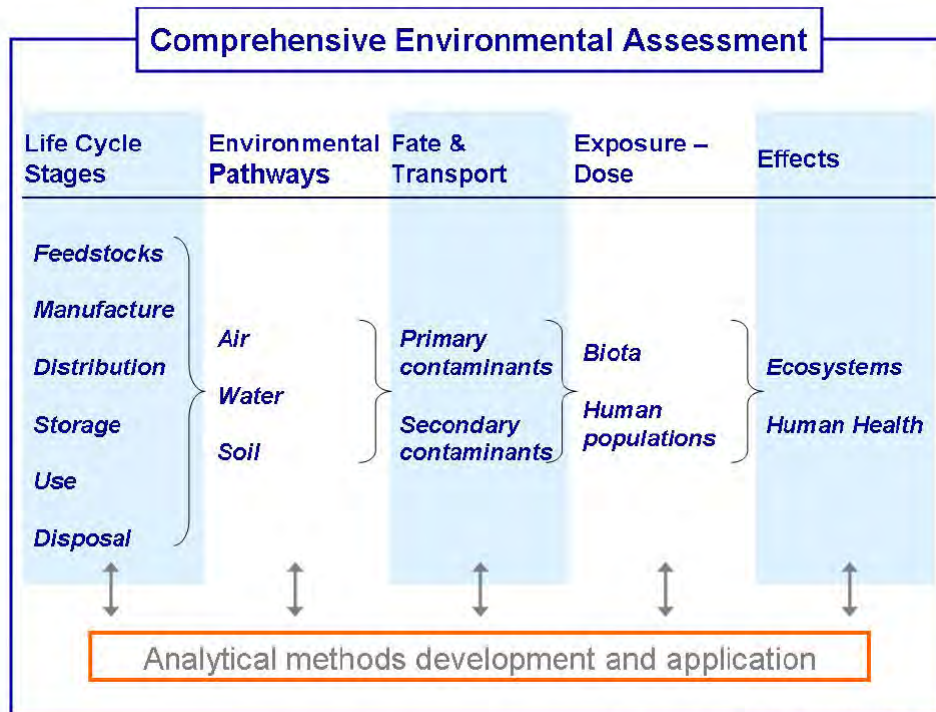 Comprehensive Environmental Assessment
Life Cycle
Stages
Environmental
Pathways
Fate &
Transport
Exposure –
Dose
Effects
Feedstocks
Manufacture
Distribution
Storage
Use
Disposal
Air
Water
Soil
Primary
contaminants
Secondary
contaminants
Biota
Human
populations
Ecosystems
Human Health
Analytical methods development and application